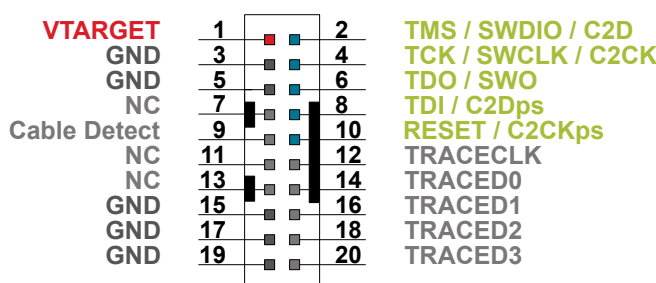 VTARGET 1 2 TMS / SWDIO / C2D
GND 3 4 TCK / SWCLK / C2CK
GND 5 6 TDO / SWO
NC 7 8 TDI / C2Dps
Cable Detect 9 10 RESET / C2CKps
NC 11 12 TRACECLK
NC 13 14 TRACED0
GND 15 16 TRACED1
GND 17 18 TRACED2
GND 19 20 TRACED3